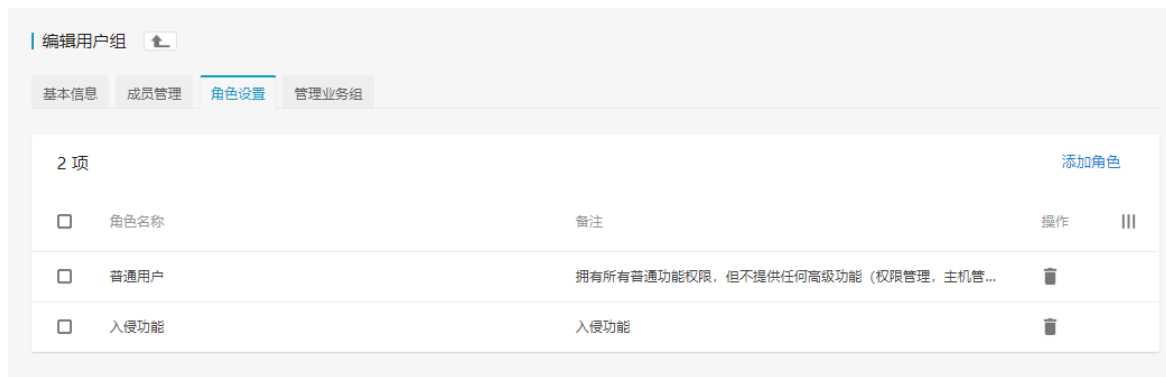 编辑用户组
基本信息 成员管理 角色设置 管理业务组
2 项 添加角色
角色名称 备注 操作
普通用户 拥有所有普通功能权限，但不提供任何高级功能（权限管理，主机管...
入侵功能 入侵功能